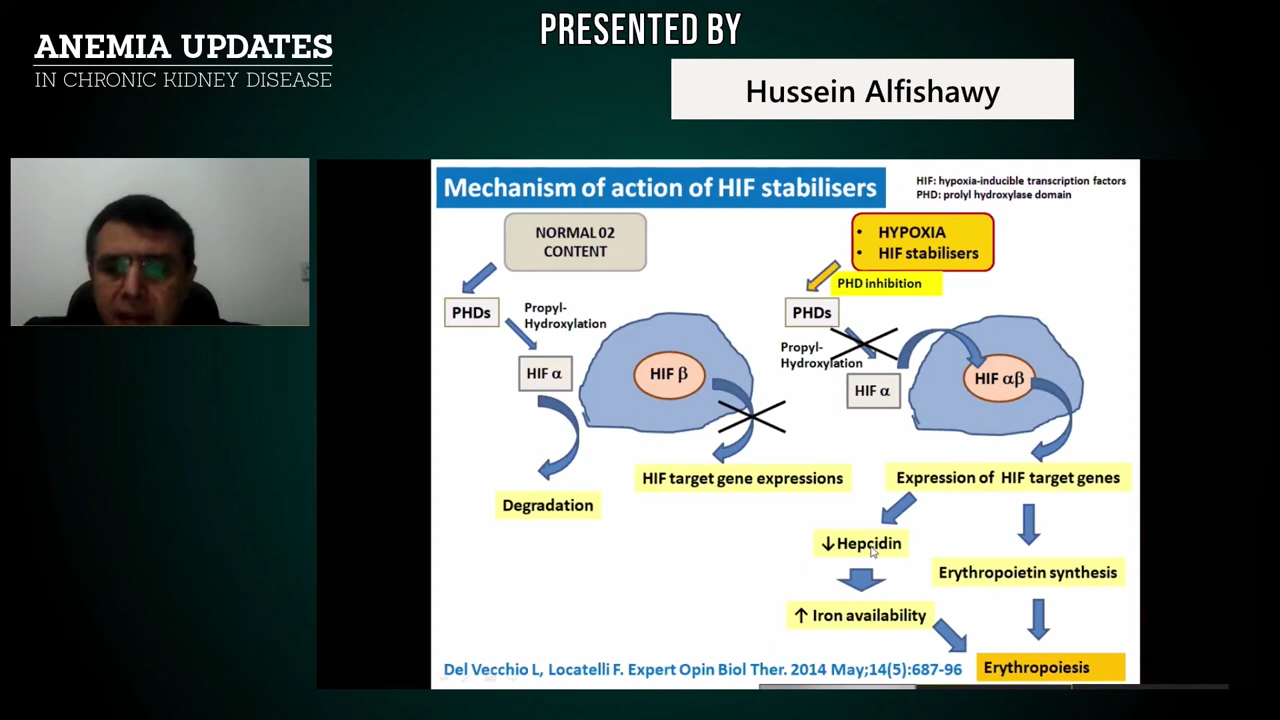 PRESENTED BY
ANEMIA UPDATES
IN CHRONIC KIDNEY DISEASE
Hussein Alfishawy
Mechanism of action of HIF stabilisers
HIF: hypoxia-inducible transcription factors
PHD: prolyl hydroxylase domain
NORMAL 02
CONTENT
PHDs
Propyl-
Hydroxylation
HIF α
HIF β
Degradation
HIF target gene expressions
• HYPOXIA
• HIF stabilisers
PHD inhibition
PHDs
Propyl-
Hydroxylation
HIF α
HIF αβ
Expression of HIF target genes
↓Hepcidin
Erythropoietin synthesis
↑ Iron availability
Erythropoiesis
Del Vecchio L, Locatelli F. Expert Opin Biol Ther. 2014 May;14(5):687-96